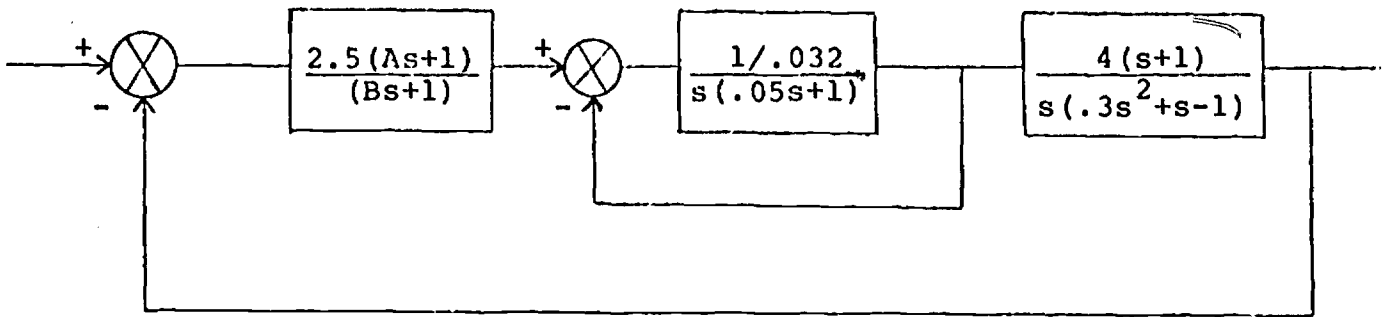 +
-
2.5(As+1)
(Bs+1)
+
-
1/.032
s(.05s+1)
4(s+1)
s(.3s²+s-1)